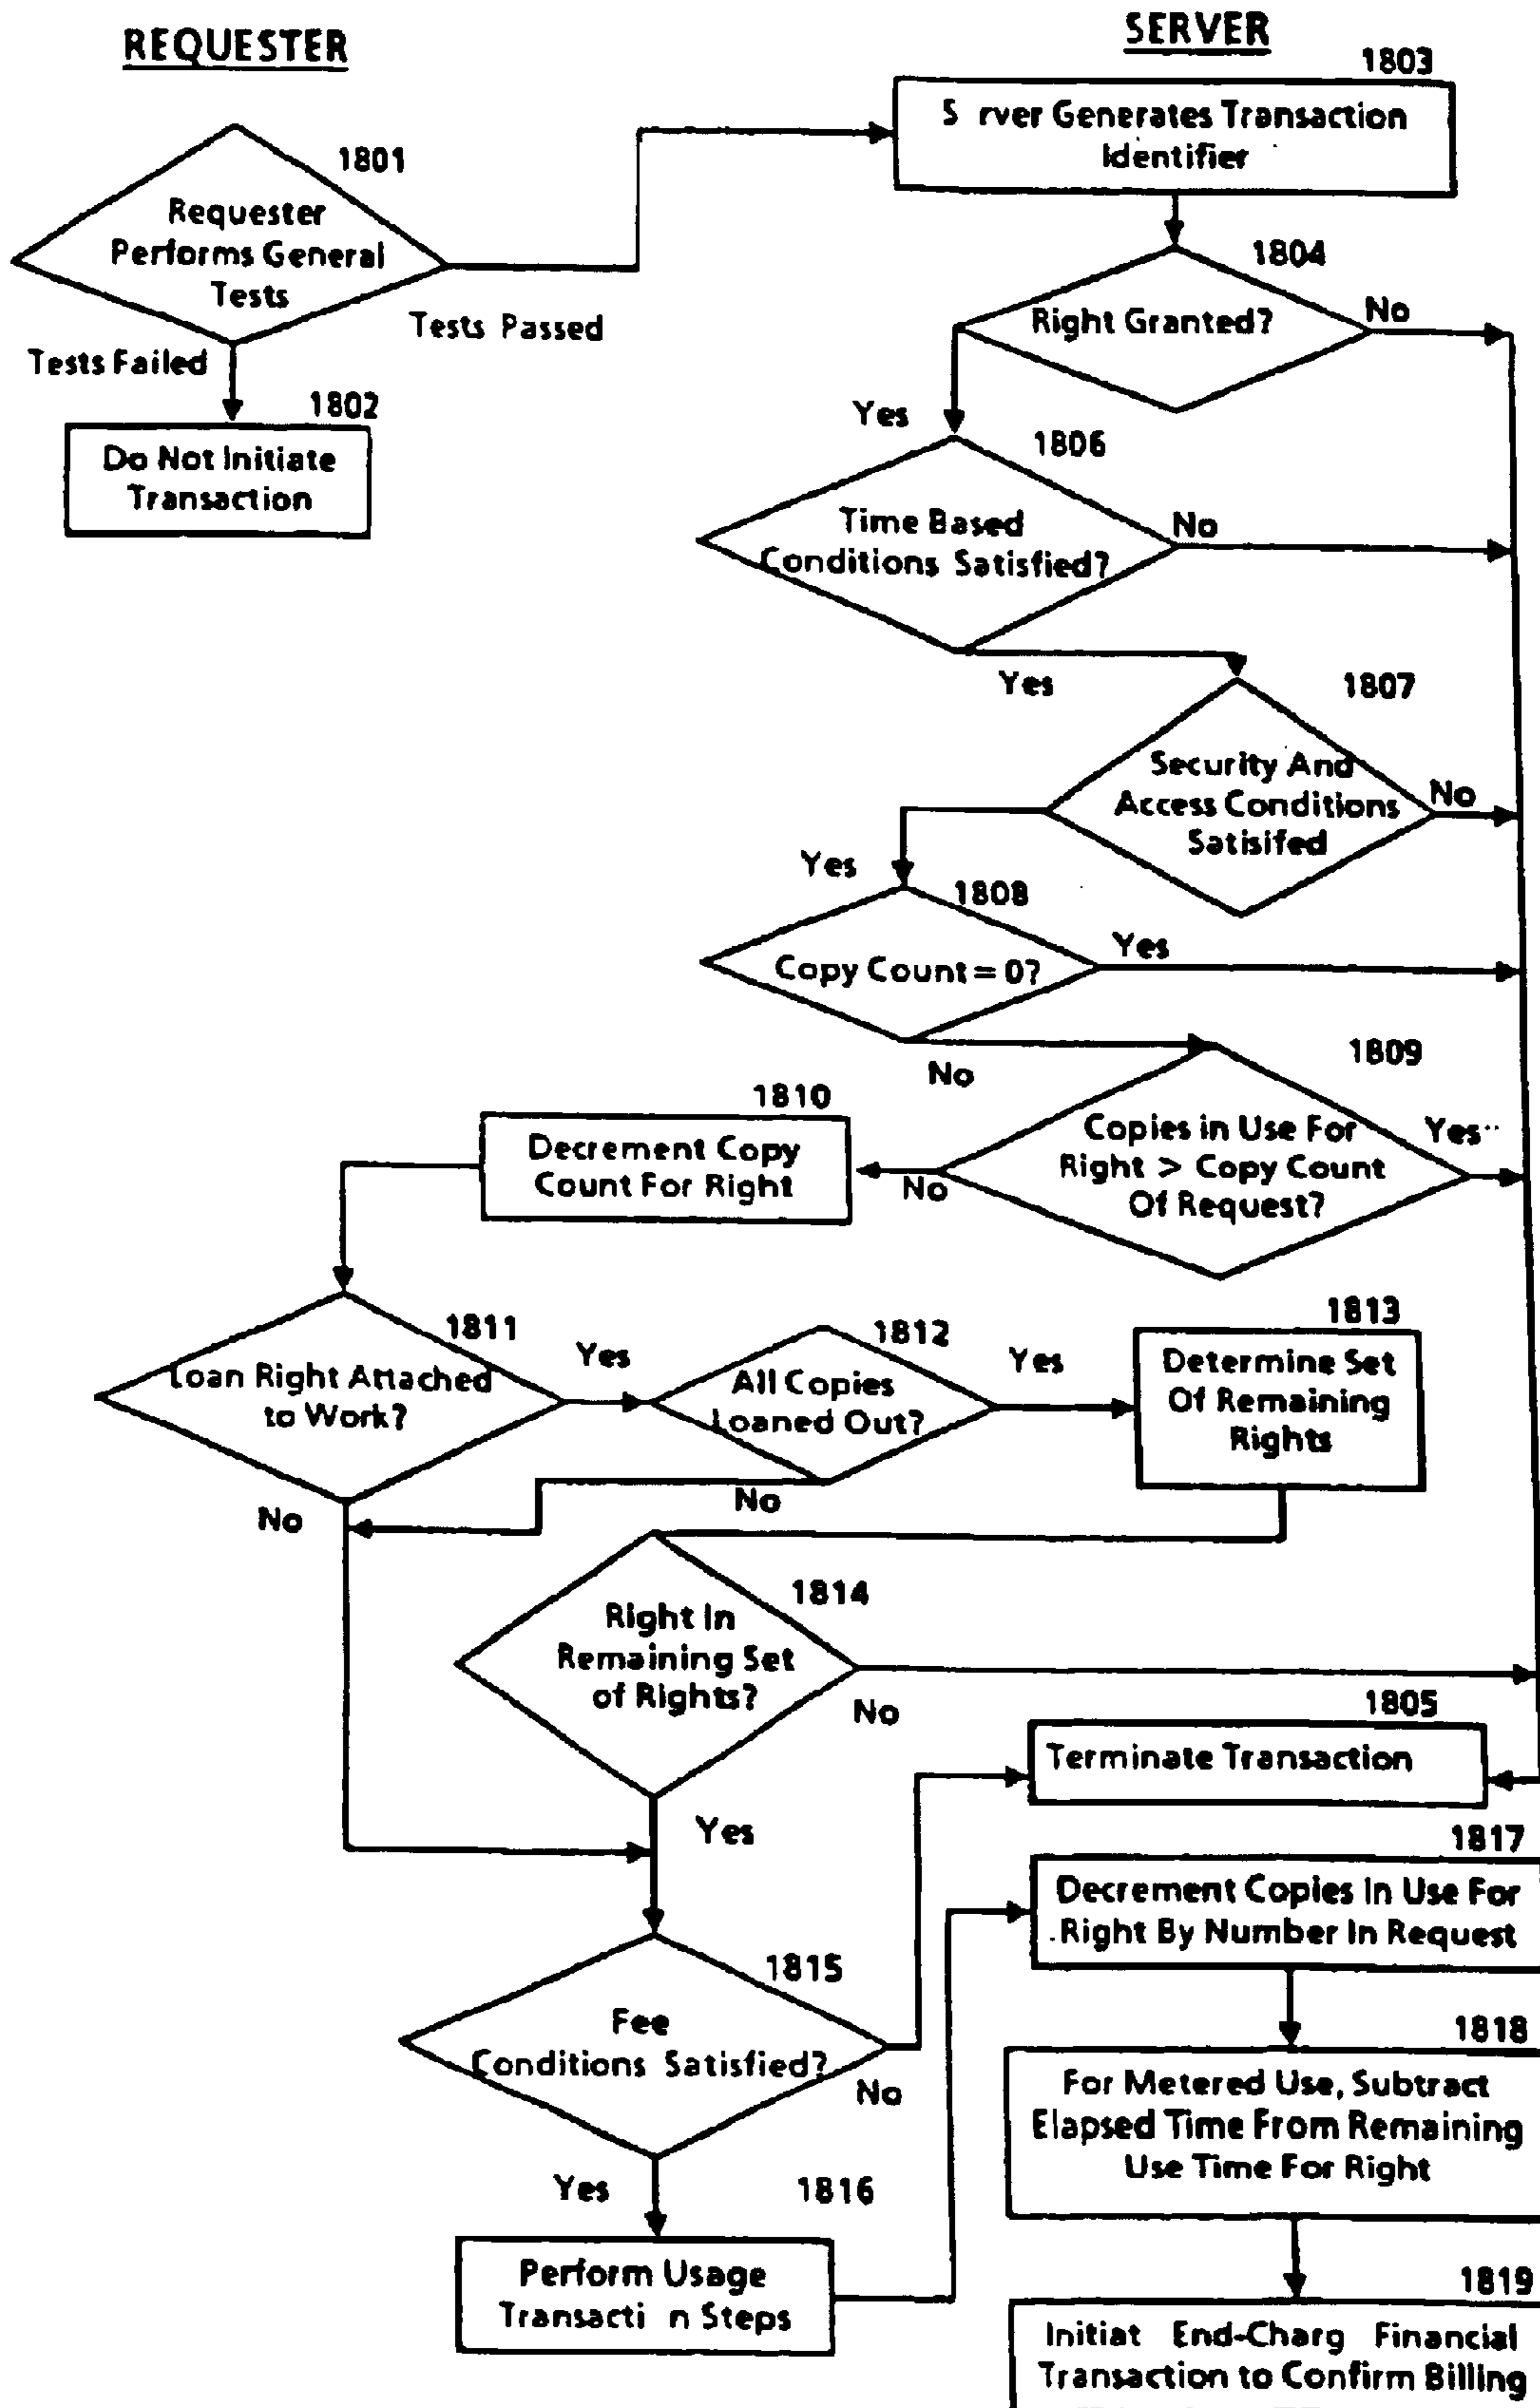 REQUESTER
SERVER
1803
S rver Generates Transaction
Identifier
1801
Requester
Performs General
Tests
Tests Passed
Tests Failed
1802
Do Not Initiate
Transaction
1804
Right Granted?
No
Yes
1806
Time Based
Conditions Satisfied?
No
Yes
1807
Security And
Access Conditions
Satisifed
No
Yes
1808
Copy Count = 0?
Yes
No
1809
Copies in Use For
Right > Copy Count
Of Request?
Yes
No
1810
Decrement Copy
Count For Right
1811
Loan Right Attached
to Work?
Yes
No
1812
All Copies
Loaned Out?
Yes
No
1813
Determine Set
Of Remaining
Rights
1814
Right In
Remaining Set
of Rights?
No
Yes
1805
Terminate Transaction
1815
Fee
Conditions Satisfied?
No
Yes
1816
Perform Usage
Transacti n Steps
1817
Decrement Copies In Use For
Right By Number In Request
1818
For Metered Use, Subtract
Elapsed Time From Remaining
Use Time For Right
1819
Initiat End-Charg Financial
Transaction to Confirm Billing